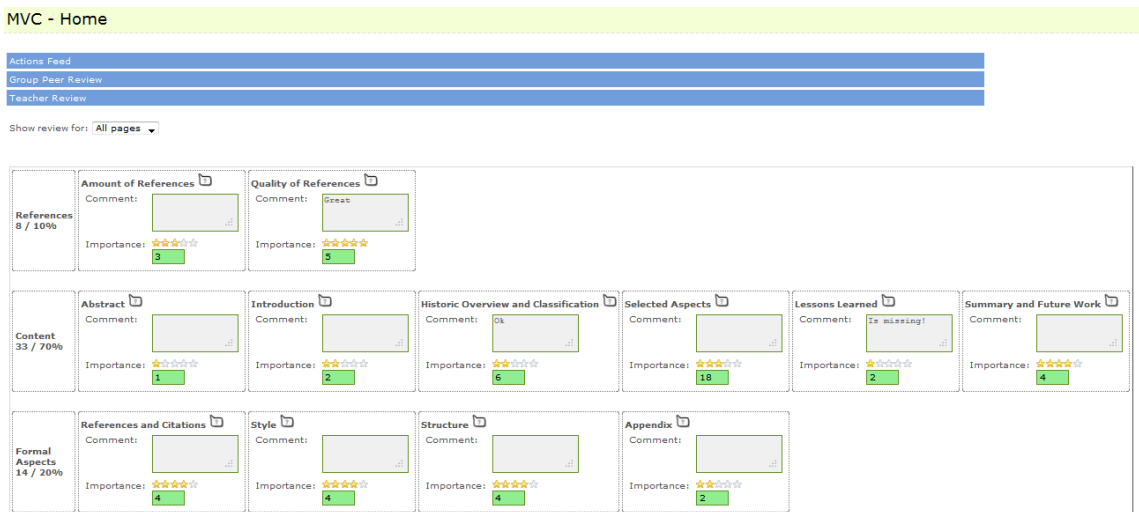 MVC - Home
Actions Feed
Group Peer Review
Teacher Review
Show review for: All pages
References
8 / 10%
Amount of References ?
Comment:
Importance:
3
Quality of References ?
Comment: Great
Importance:
5
Content
33 / 70%
Abstract ?
Comment:
Importance:
1
Introduction ?
Comment:
Importance:
2
Historic Overview and Classification ?
Comment: Ok
Importance:
6
Selected Aspects ?
Comment:
Importance:
18
Lessons Learned ?
Comment: Is missing!
Importance:
2
Summary and Future Work ?
Comment:
Importance:
4
Formal
Aspects
14 / 20%
References and Citations ?
Comment:
Importance:
4
Style ?
Comment:
Importance:
4
Structure ?
Comment:
Importance:
4
Appendix ?
Comment:
Importance:
2